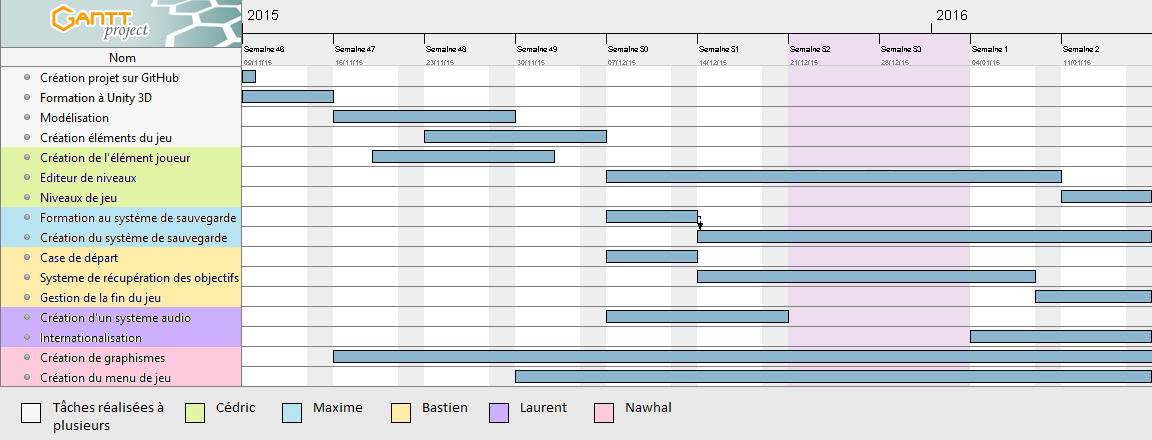 GANTT
project
2015
2016
Nom
Semaine 46
Semaine 47
Semaine 48
Semaine 49
Semaine 50
Semaine 51
Semaine 52
Semaine 53
Semaine 1
Semaine 2
09/11/15
16/11/15
23/11/15
30/11/15
07/12/15
14/12/15
21/12/15
28/12/15
04/01/16
11/01/16
Création projet sur GitHub
Formation à Unity 3D
Modélisation
Création éléments du jeu
Création de l'élément joueur
Editeur de niveaux
Niveaux de jeu
Formation au système de sauvegarde
Création du système de sauvegarde
Case de départ
Systeme de récupération des objectifs
Gestion de la fin du jeu
Création d'un systeme audio
Internationalisation
Création de graphismes
Création du menu de jeu
Tâches réalisées à
plusieurs
Cédric
Maxime
Bastien
Laurent
Nawhal